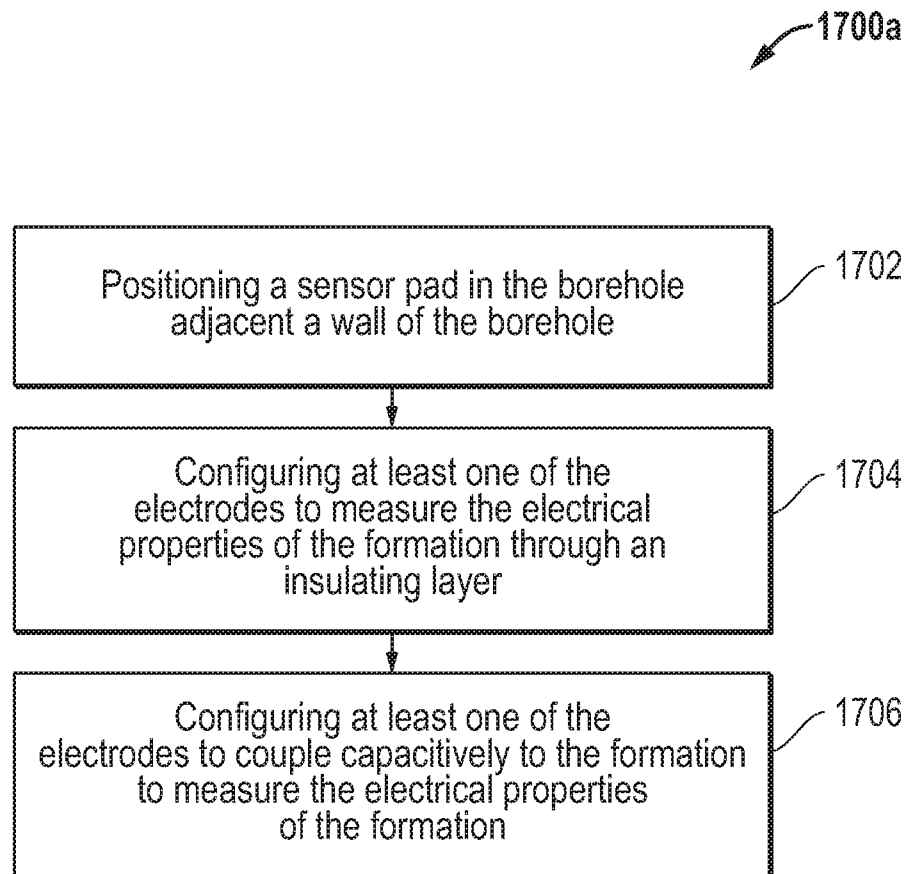 1700a
Positioning a sensor pad in the borehole
adjacent a wall of the borehole
1702
Configuring at least one of the
electrodes to measure the electrical
properties of the formation through an
insulating layer
1704
Configuring at least one of the
electrodes to couple capacitively to the formation
to measure the electrical properties
of the formation
1706